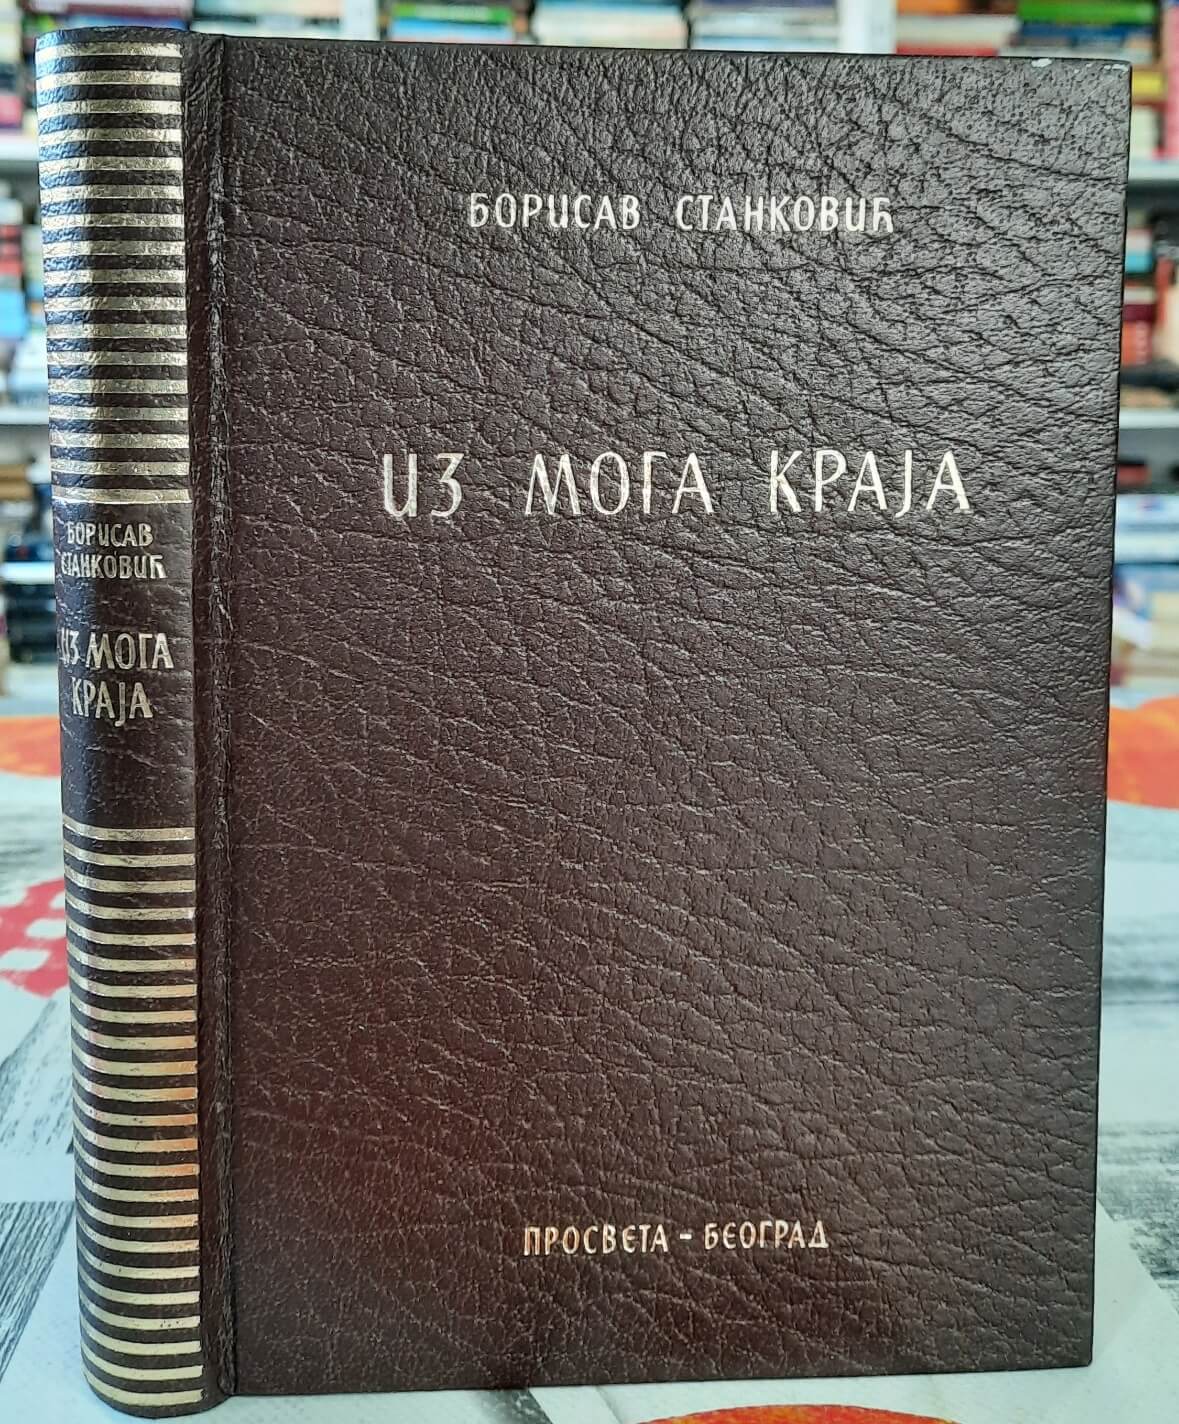 БОРИСАВ СТАНКОВИЋ
ИЗ МОГА КРАЈА
ПРОСВЕТА - БЕОГРАД
БОРИСАВ
СТАНКОВИЋ
ИЗ МОГА
КРАЈА